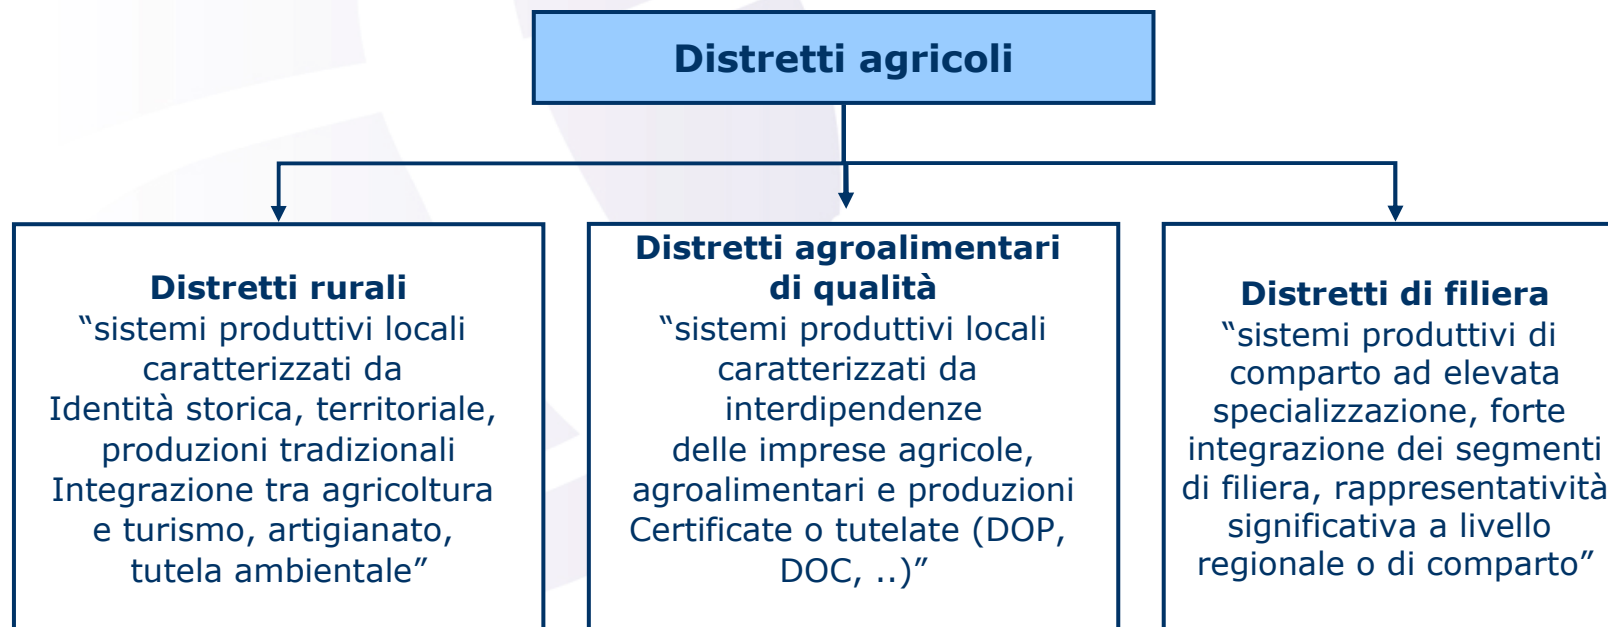 Distretti agricoli
Distretti rurali
“sistemi produttivi locali
caratterizzati da
Identità storica, territoriale,
produzioni tradizionali
Integrazione tra agricoltura
e turismo, artigianato,
tutela ambientale”
Distretti agroalimentari
di qualità
“sistemi produttivi locali
caratterizzati da
interdipendenze
delle imprese agricole,
agroalimentari e produzioni
Certificate o tutelate (DOP,
DOC, ..)”
Distretti di filiera
“sistemi produttivi di
comparto ad elevata
specializzazione, forte
integrazione dei segmenti
di filiera, rappresentatività
significativa a livello
regionale o di comparto”